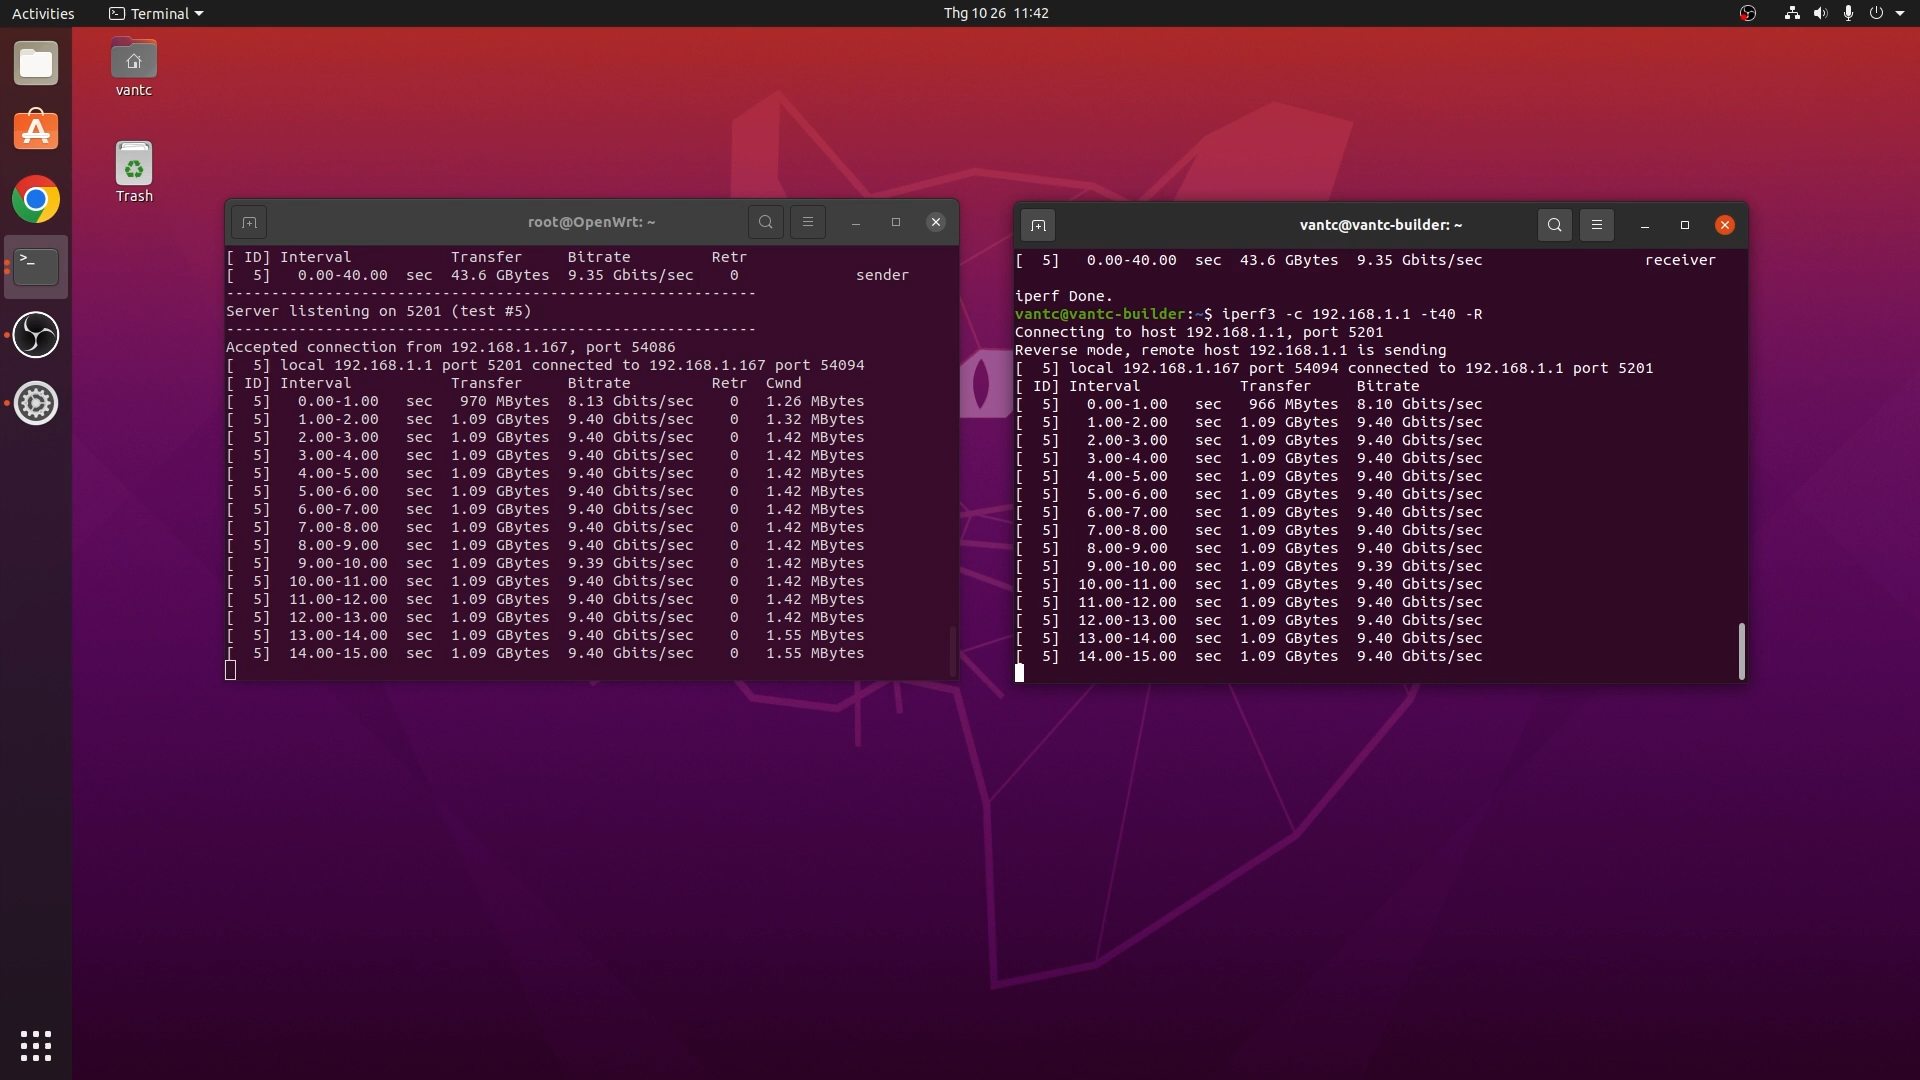 Activities
Terminal
Thg 10 26 11:42
vantc
Trash
root@OpenWrt: ~
[ ID] Interval           Transfer     Bitrate         Retr
[  5]   0.00-40.00  sec  43.6 GBytes  9.35 Gbits/sec    0             sender
-----------------------------------------------------------
Server listening on 5201 (test #5)
-----------------------------------------------------------
Accepted connection from 192.168.1.167, port 54086
[  5] local 192.168.1.1 port 5201 connected to 192.168.1.167 port 54094
[ ID] Interval           Transfer     Bitrate         Retr  Cwnd
[  5]   0.00-1.00   sec   970 MBytes  8.13 Gbits/sec    0   1.26 MBytes
[  5]   1.00-2.00   sec  1.09 GBytes  9.40 Gbits/sec    0   1.32 MBytes
[  5]   2.00-3.00   sec  1.09 GBytes  9.40 Gbits/sec    0   1.42 MBytes
[  5]   3.00-4.00   sec  1.09 GBytes  9.40 Gbits/sec    0   1.42 MBytes
[  5]   4.00-5.00   sec  1.09 GBytes  9.40 Gbits/sec    0   1.42 MBytes
[  5]   5.00-6.00   sec  1.09 GBytes  9.40 Gbits/sec    0   1.42 MBytes
[  5]   6.00-7.00   sec  1.09 GBytes  9.40 Gbits/sec    0   1.42 MBytes
[  5]   7.00-8.00   sec  1.09 GBytes  9.40 Gbits/sec    0   1.42 MBytes
[  5]   8.00-9.00   sec  1.09 GBytes  9.40 Gbits/sec    0   1.42 MBytes
[  5]   9.00-10.00  sec  1.09 GBytes  9.39 Gbits/sec    0   1.42 MBytes
[  5]  10.00-11.00  sec  1.09 GBytes  9.40 Gbits/sec    0   1.42 MBytes
[  5]  11.00-12.00  sec  1.09 GBytes  9.40 Gbits/sec    0   1.42 MBytes
[  5]  12.00-13.00  sec  1.09 GBytes  9.40 Gbits/sec    0   1.42 MBytes
[  5]  13.00-14.00  sec  1.09 GBytes  9.40 Gbits/sec    0   1.55 MBytes
[  5]  14.00-15.00  sec  1.09 GBytes  9.40 Gbits/sec    0   1.55 MBytes
vantc@vantc-builder: ~
[  5]   0.00-40.00  sec  43.6 GBytes  9.35 Gbits/sec                  receiver
iperf Done.
vantc@vantc-builder:~$ iperf3 -c 192.168.1.1 -t40 -R
Connecting to host 192.168.1.1, port 5201
Reverse mode, remote host 192.168.1.1 is sending
[  5] local 192.168.1.167 port 54094 connected to 192.168.1.1 port 5201
[ ID] Interval           Transfer     Bitrate
[  5]   0.00-1.00   sec   966 MBytes  8.10 Gbits/sec
[  5]   1.00-2.00   sec  1.09 GBytes  9.40 Gbits/sec
[  5]   2.00-3.00   sec  1.09 GBytes  9.40 Gbits/sec
[  5]   3.00-4.00   sec  1.09 GBytes  9.40 Gbits/sec
[  5]   4.00-5.00   sec  1.09 GBytes  9.40 Gbits/sec
[  5]   5.00-6.00   sec  1.09 GBytes  9.40 Gbits/sec
[  5]   6.00-7.00   sec  1.09 GBytes  9.40 Gbits/sec
[  5]   7.00-8.00   sec  1.09 GBytes  9.40 Gbits/sec
[  5]   8.00-9.00   sec  1.09 GBytes  9.40 Gbits/sec
[  5]   9.00-10.00  sec  1.09 GBytes  9.39 Gbits/sec
[  5]  10.00-11.00  sec  1.09 GBytes  9.40 Gbits/sec
[  5]  11.00-12.00  sec  1.09 GBytes  9.40 Gbits/sec
[  5]  12.00-13.00  sec  1.09 GBytes  9.40 Gbits/sec
[  5]  13.00-14.00  sec  1.09 GBytes  9.40 Gbits/sec
[  5]  14.00-15.00  sec  1.09 GBytes  9.40 Gbits/sec